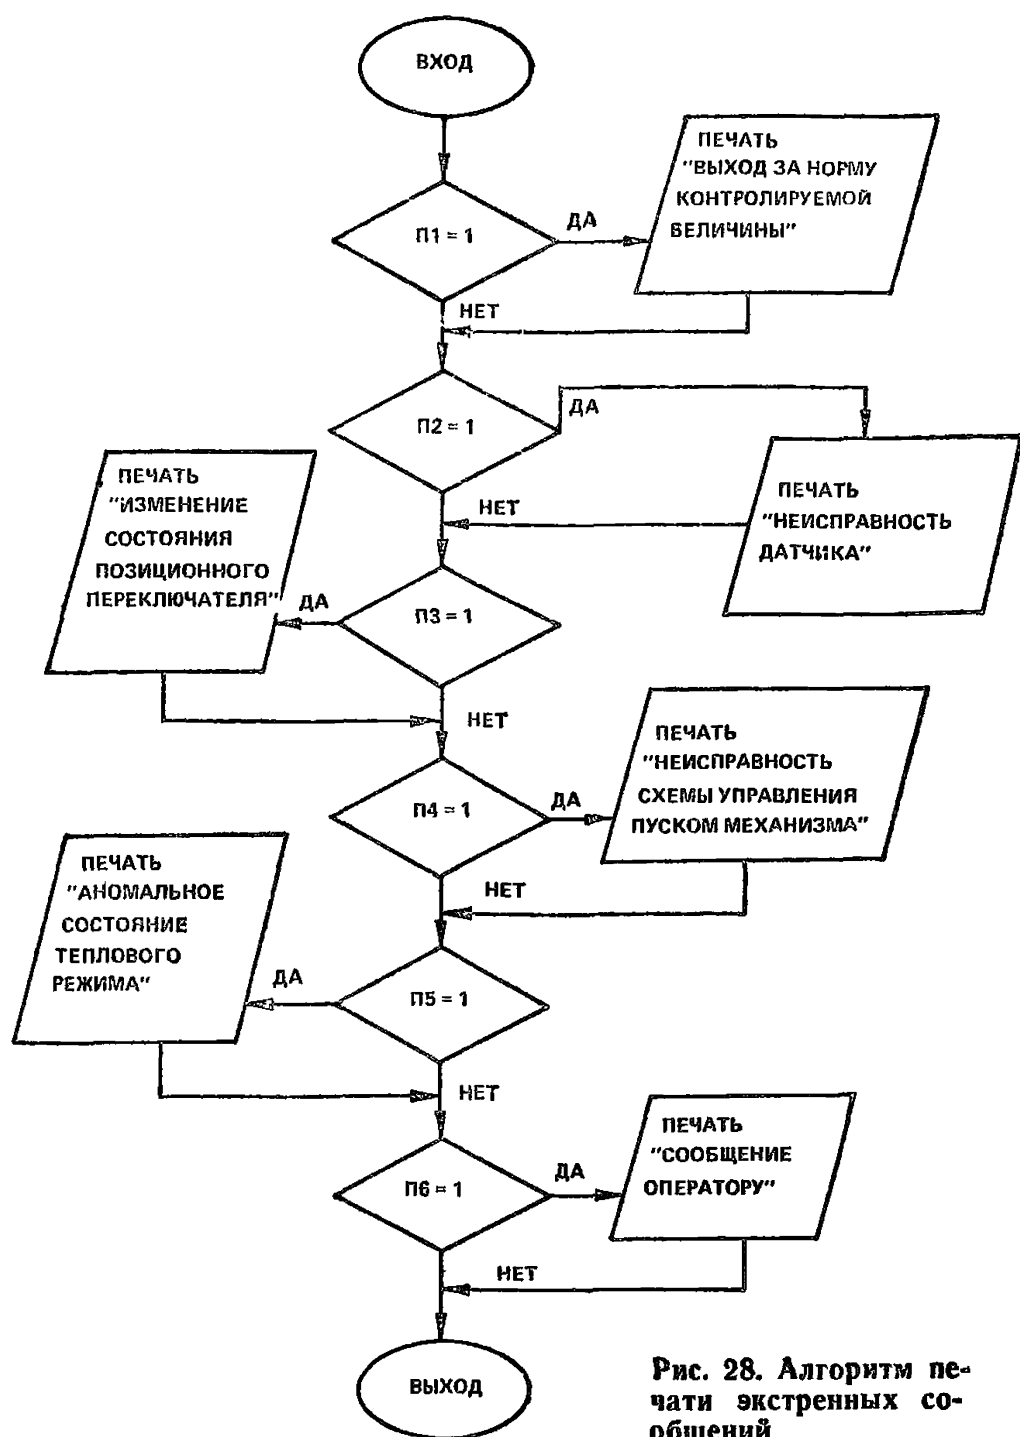 ВХОД
ПЕЧАТЬ
"ВЫХОД ЗА НОРМУ
КОНТРОЛИРУЕМОЙ
ВЕЛИЧИНЫ"
П1 = 1
ДА
НЕТ
П2 = 1
ДА
ПЕЧАТЬ
"НЕИСПРАВНОСТЬ
ДАТЧИКА"
НЕТ
ПЕЧАТЬ
"ИЗМЕНЕНИЕ
СОСТОЯНИЯ
ПОЗИЦИОННОГО
ПЕРЕКЛЮЧАТЕЛЯ"
ДА
П3 = 1
НЕТ
ПЕЧАТЬ
"НЕИСПРАВНОСТЬ
СХЕМЫ УПРАВЛЕНИЯ
ПУСКОМ МЕХАНИЗМА"
П4 = 1
ДА
НЕТ
ПЕЧАТЬ
"АНОМАЛЬНОЕ
СОСТОЯНИЕ
ТЕПЛОВОГО
РЕЖИМА"
ДА
П5 = 1
НЕТ
ПЕЧАТЬ
"СООБЩЕНИЕ
ОПЕРАТОРУ"
П6 = 1
ДА
НЕТ
ВЫХОД
Рис. 28. Алгоритм пе-
чати экстренных со-
общений